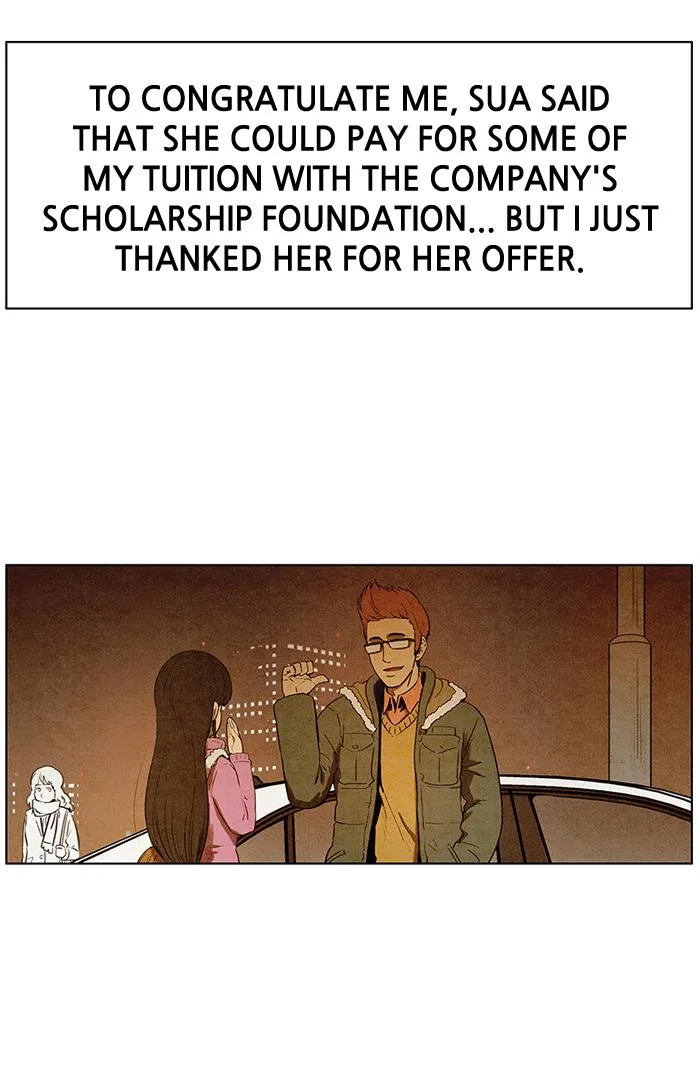 TO CONGRATULATE ME, SUA SAID
THAT SHE COULD PAY FOR SOME OF
MY TUITION WITH THE COMPANY'S
SCHOLARSHIP FOUNDATION... BUT I JUST
THANKED HER FOR HER OFFER.